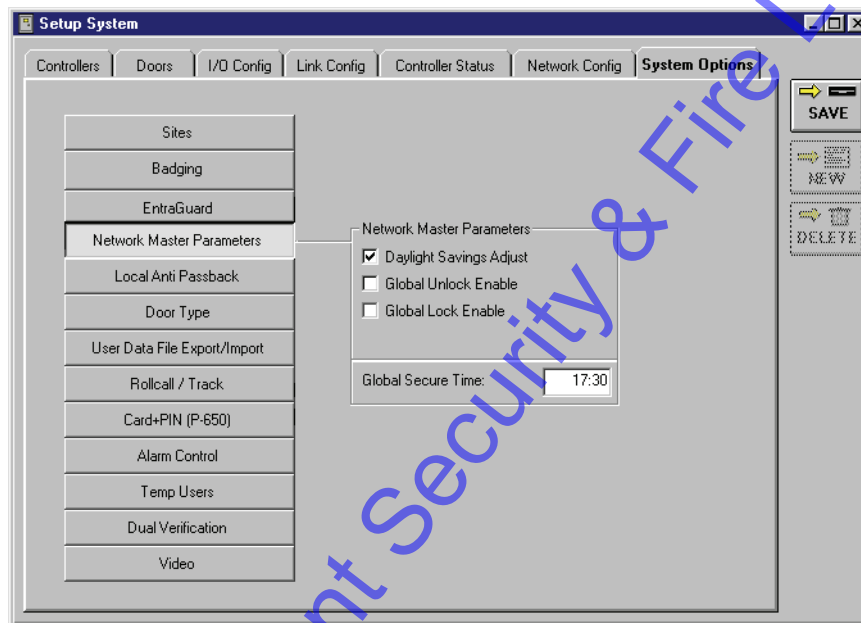 Setup System
Controllers Doors I/O Config Link Config Controller Status Network Config System Options
SAVE
NEW
DELETE
Sites
Badging
EntraGuard
Network Master Parameters
Local Anti Passback
Door Type
User Data File Export/Import
Rollcall / Track
Card+PIN (P-650)
Alarm Control
Temp Users
Dual Verification
Video
Network Master Parameters
Daylight Savings Adjust
Global Unlock Enable
Global Lock Enable
Global Secure Time: 17:30
nt Security & Fire L